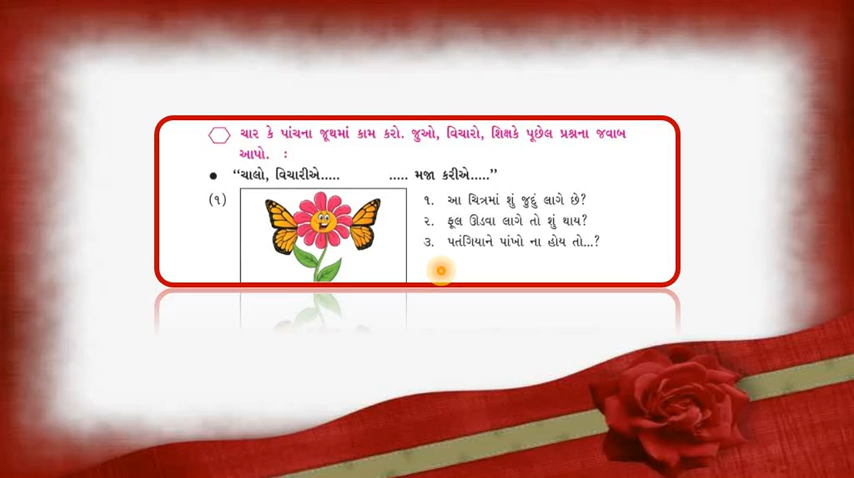 ચાર કે પાંચના જૂથમાં કામ કરો. જુઓ, વિચારો, શિક્ષકે પૂછેલ પ્રશ્નના જવાબ
આપો. :
● “ચાલો, વિચારીએ..... ..... મજા કરીએ.....”
(૧)
૧. આ ચિત્રમાં શું જુદું લાગે છે?
૨. ફૂલ ઊડવા લાગે તો શું થાય?
૩. પતંગિયાને પાંખો ના હોય તો...?